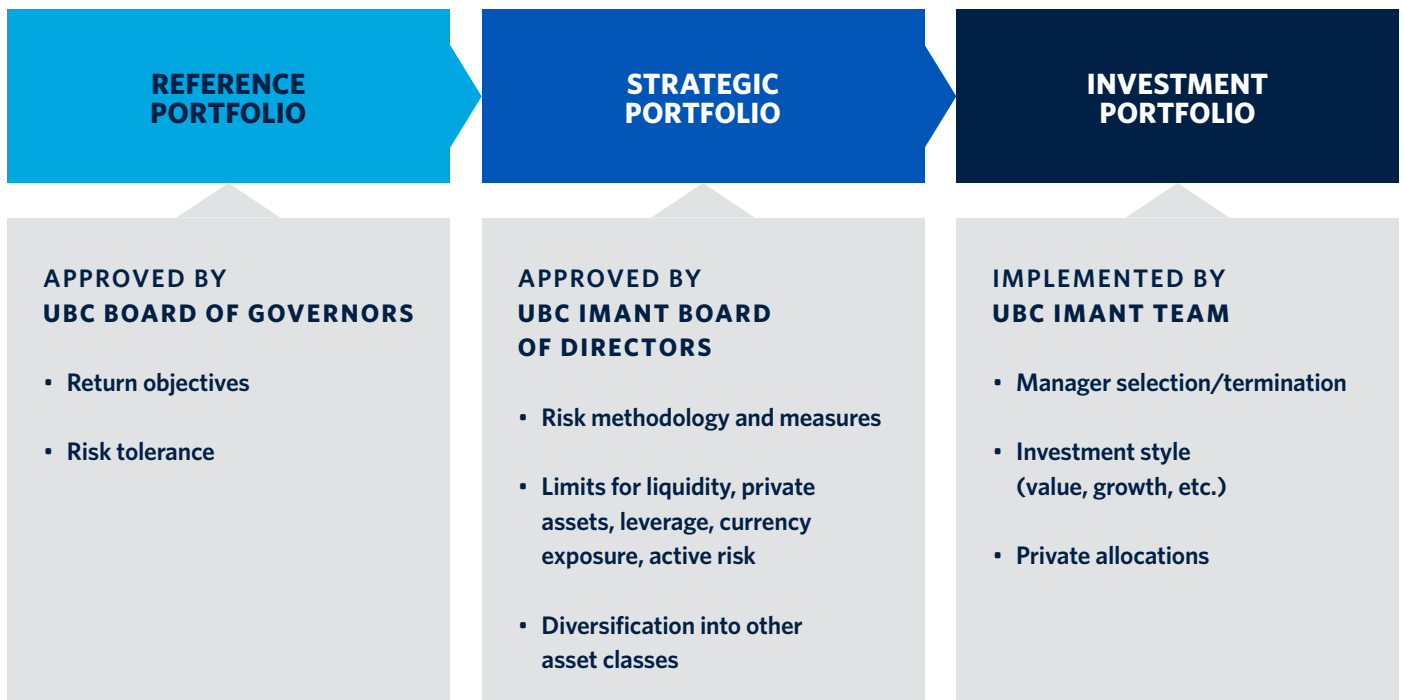 REFERENCE
PORTFOLIO
STRATEGIC
PORTFOLIO
INVESTMENT
PORTFOLIO
APPROVED BY
UBC BOARD OF GOVERNORS
• Return objectives
• Risk tolerance
APPROVED BY
UBC IMANT BOARD
OF DIRECTORS
• Risk methodology and measures
• Limits for liquidity, private
assets, leverage, currency
exposure, active risk
• Diversification into other
asset classes
IMPLEMENTED BY
UBC IMANT TEAM
• Manager selection/termination
• Investment style
(value, growth, etc.)
• Private allocations